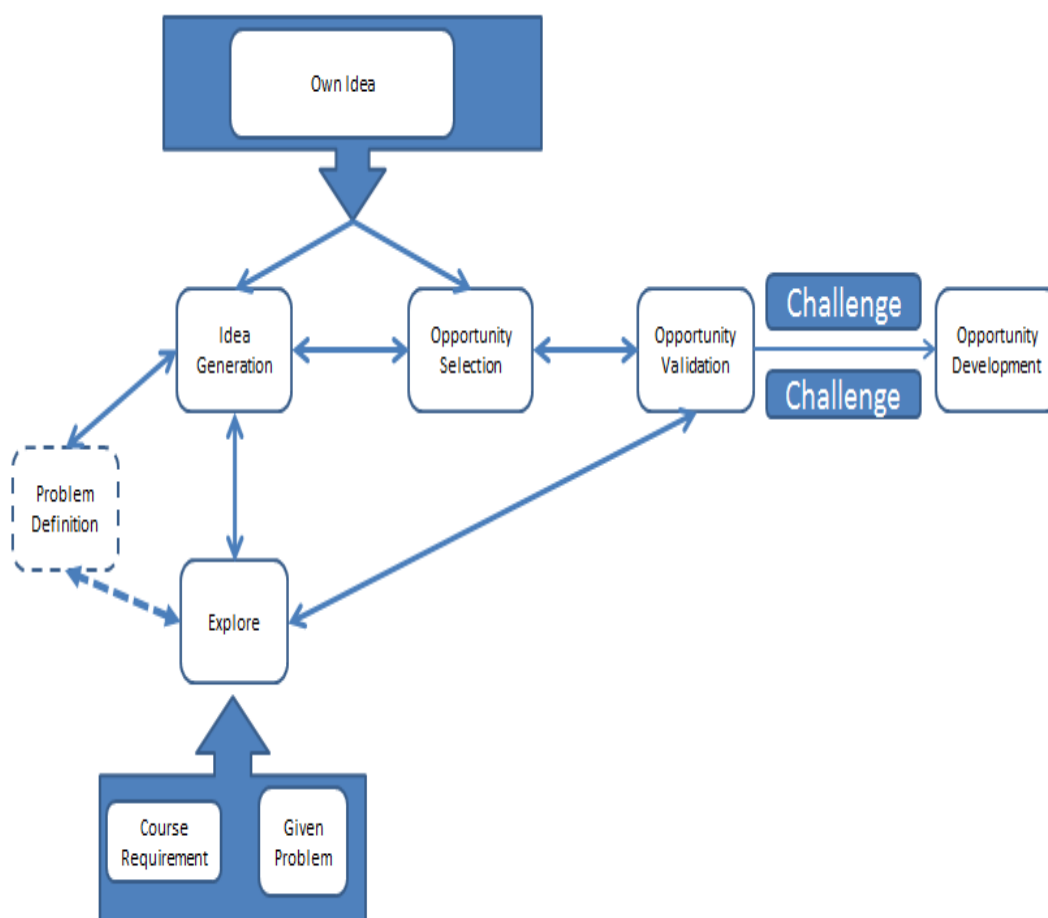 Own Idea
Idea
Generation
Opportunity
Selection
Opportunity
Validation
Challenge
Challenge
Opportunity
Development
Problem
Definition
Explore
Course
Requirement
Given
Problem